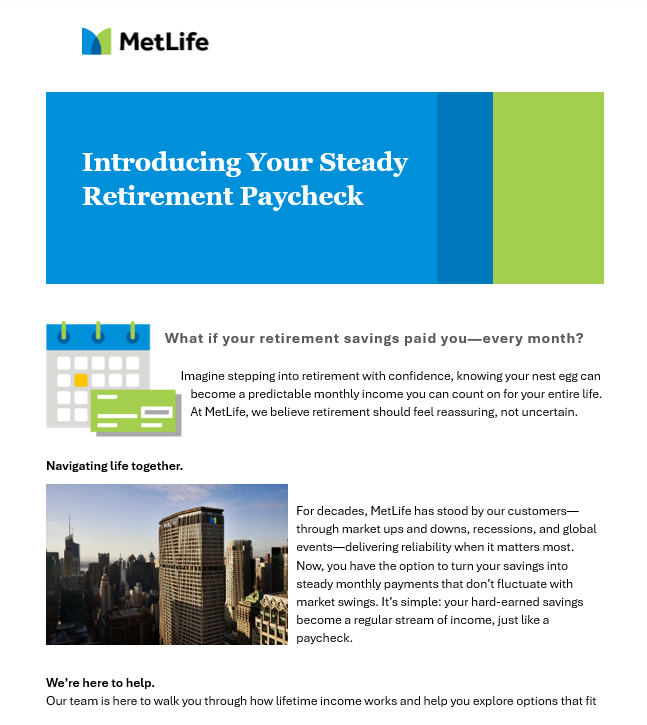 MetLife
Introducing Your Steady
Retirement Paycheck
What if your retirement savings paid you—every month?
Imagine stepping into retirement with confidence, knowing your nest egg can
become a predictable monthly income you can count on for your entire life.
At MetLife, we believe retirement should feel reassuring, not uncertain.
Navigating life together.
For decades, MetLife has stood by our customers—
through market ups and downs, recessions, and global
events—delivering reliability when it matters most.
Now, you have the option to turn your savings into
steady monthly payments that don’t fluctuate with
market swings. It’s simple: your hard-earned savings
become a regular stream of income, just like a
paycheck.
We’re here to help.
Our team is here to walk you through how lifetime income works and help you explore options that fit